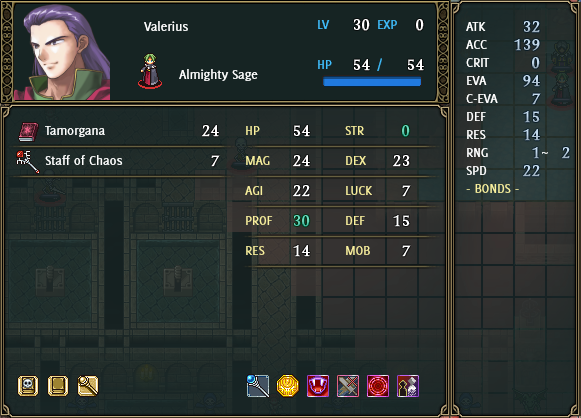 Valerius
LV 30 EXP 0
HP 54 / 54
Almighty Sage
Tamorgana 24
Staff of Chaos 7
HP 54 STR 0
MAG 24 DEX 23
AGI 22 LUCK 7
PROF 30 DEF 15
RES 14 MOB 7
ATK 32
ACC 139
CRIT 0
EVA 94
C-EVA 7
DEF 15
RES 14
RNG 1~ 2
SPD 22
- BONDS -